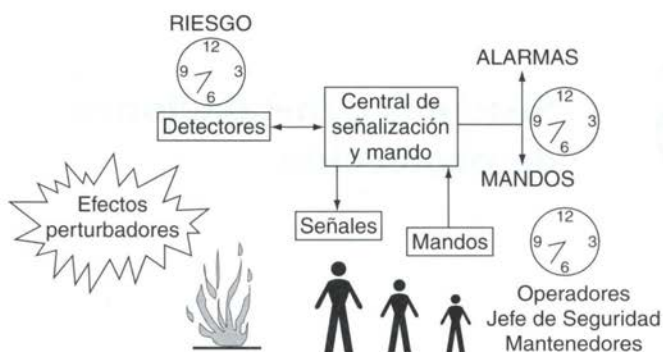 RIESGO
12
9 3
6
Detectores
Central de
señalización
y mando
ALARMAS
12
9 3
6
MANDOS
Efectos
perturbadores
Señales
Mandos
12
9 3
6
Operadores
Jefe de Seguridad
Mantenedores